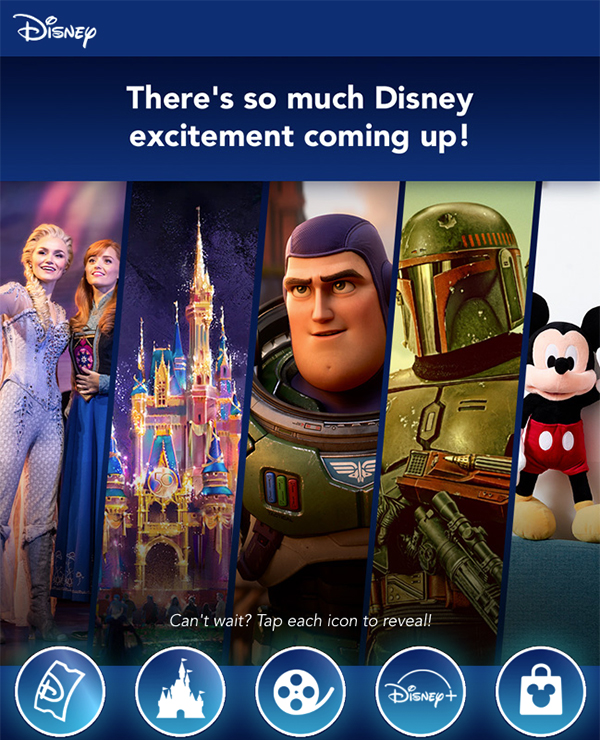 Disney
There's so much Disney
excitement coming up!
Can't wait? Tap each icon to reveal!
D
Disney+